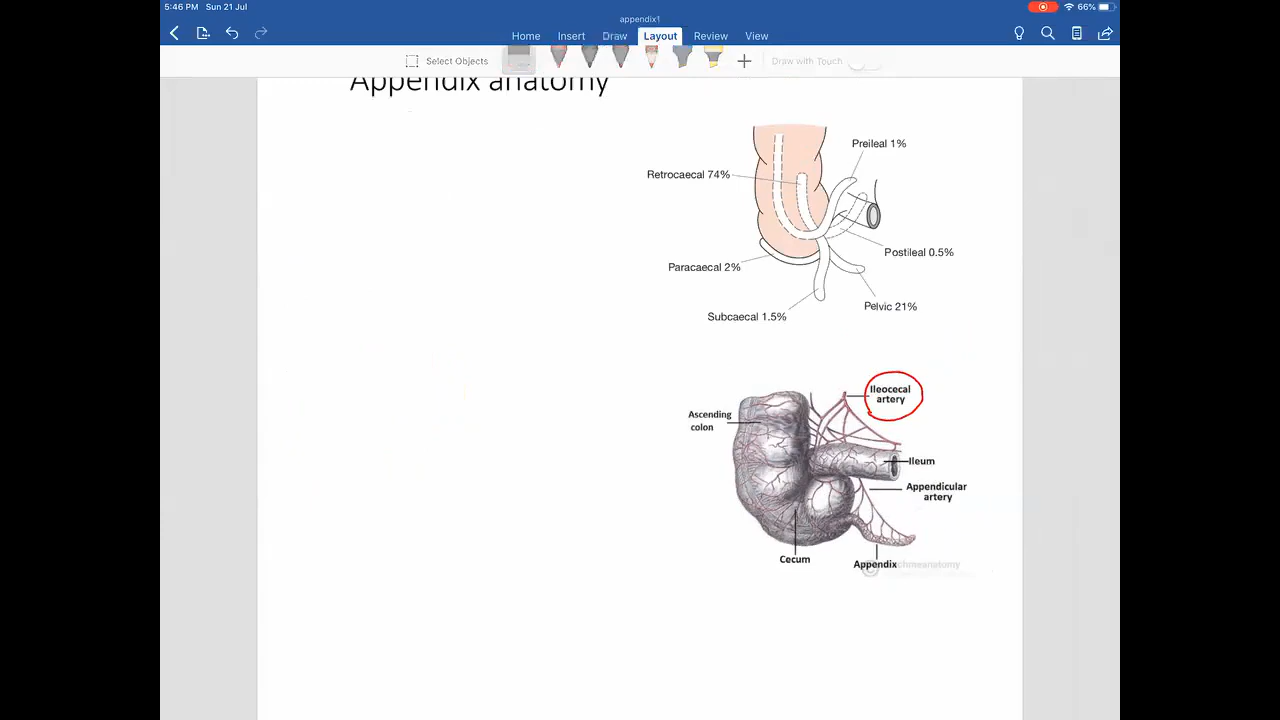 5:46 PM Sun 21 Jul
66%
appendix1
Home Insert Draw Layout Review View
Select Objects
Draw with Touch
Appendix anatomy
Preileal 1%
Retrocaecal 74%
Postileal 0.5%
Paracaecal 2%
Pelvic 21%
Subcaecal 1.5%
Ileocecal
artery
Ascending
colon
Ileum
Appendicular
artery
Cecum
Appendix
chmeanatomy